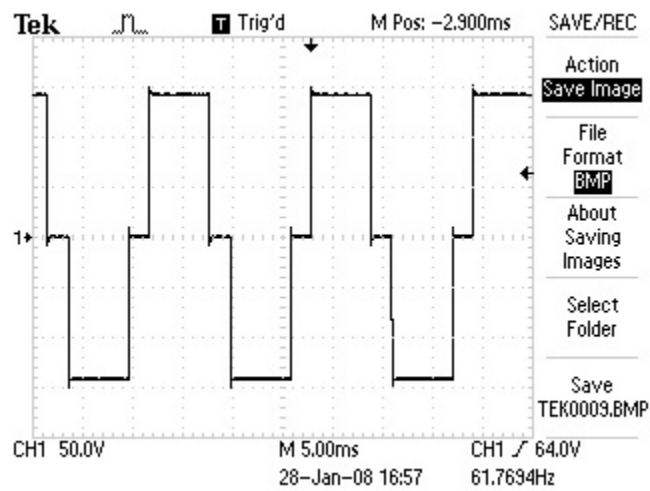 Tek T Trig'd M Pos: -2.900ms SAVE/REC
Action
Save Image
File
Format
BMP
About
Saving
Images
Select
Folder
Save
TEK0009.BMP
1
CH1 50.0V M 5.00ms CH1 / 64.0V
28-Jan-08 16:57 61.7694Hz